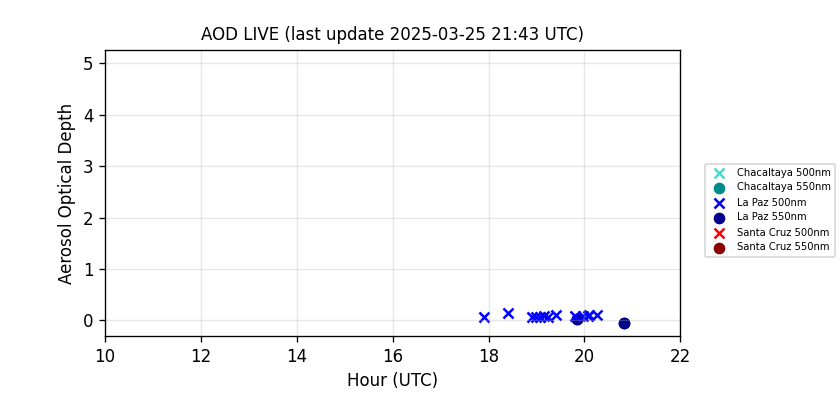 AOD LIVE (last update 2025-03-25 21:43 UTC)
Aerosol Optical Depth
5
4
3
2
1
0
10 12 14 16 18 20 22
Hour (UTC)
Chacaltaya 500nm
Chacaltaya 550nm
La Paz 500nm
La Paz 550nm
Santa Cruz 500nm
Santa Cruz 550nm